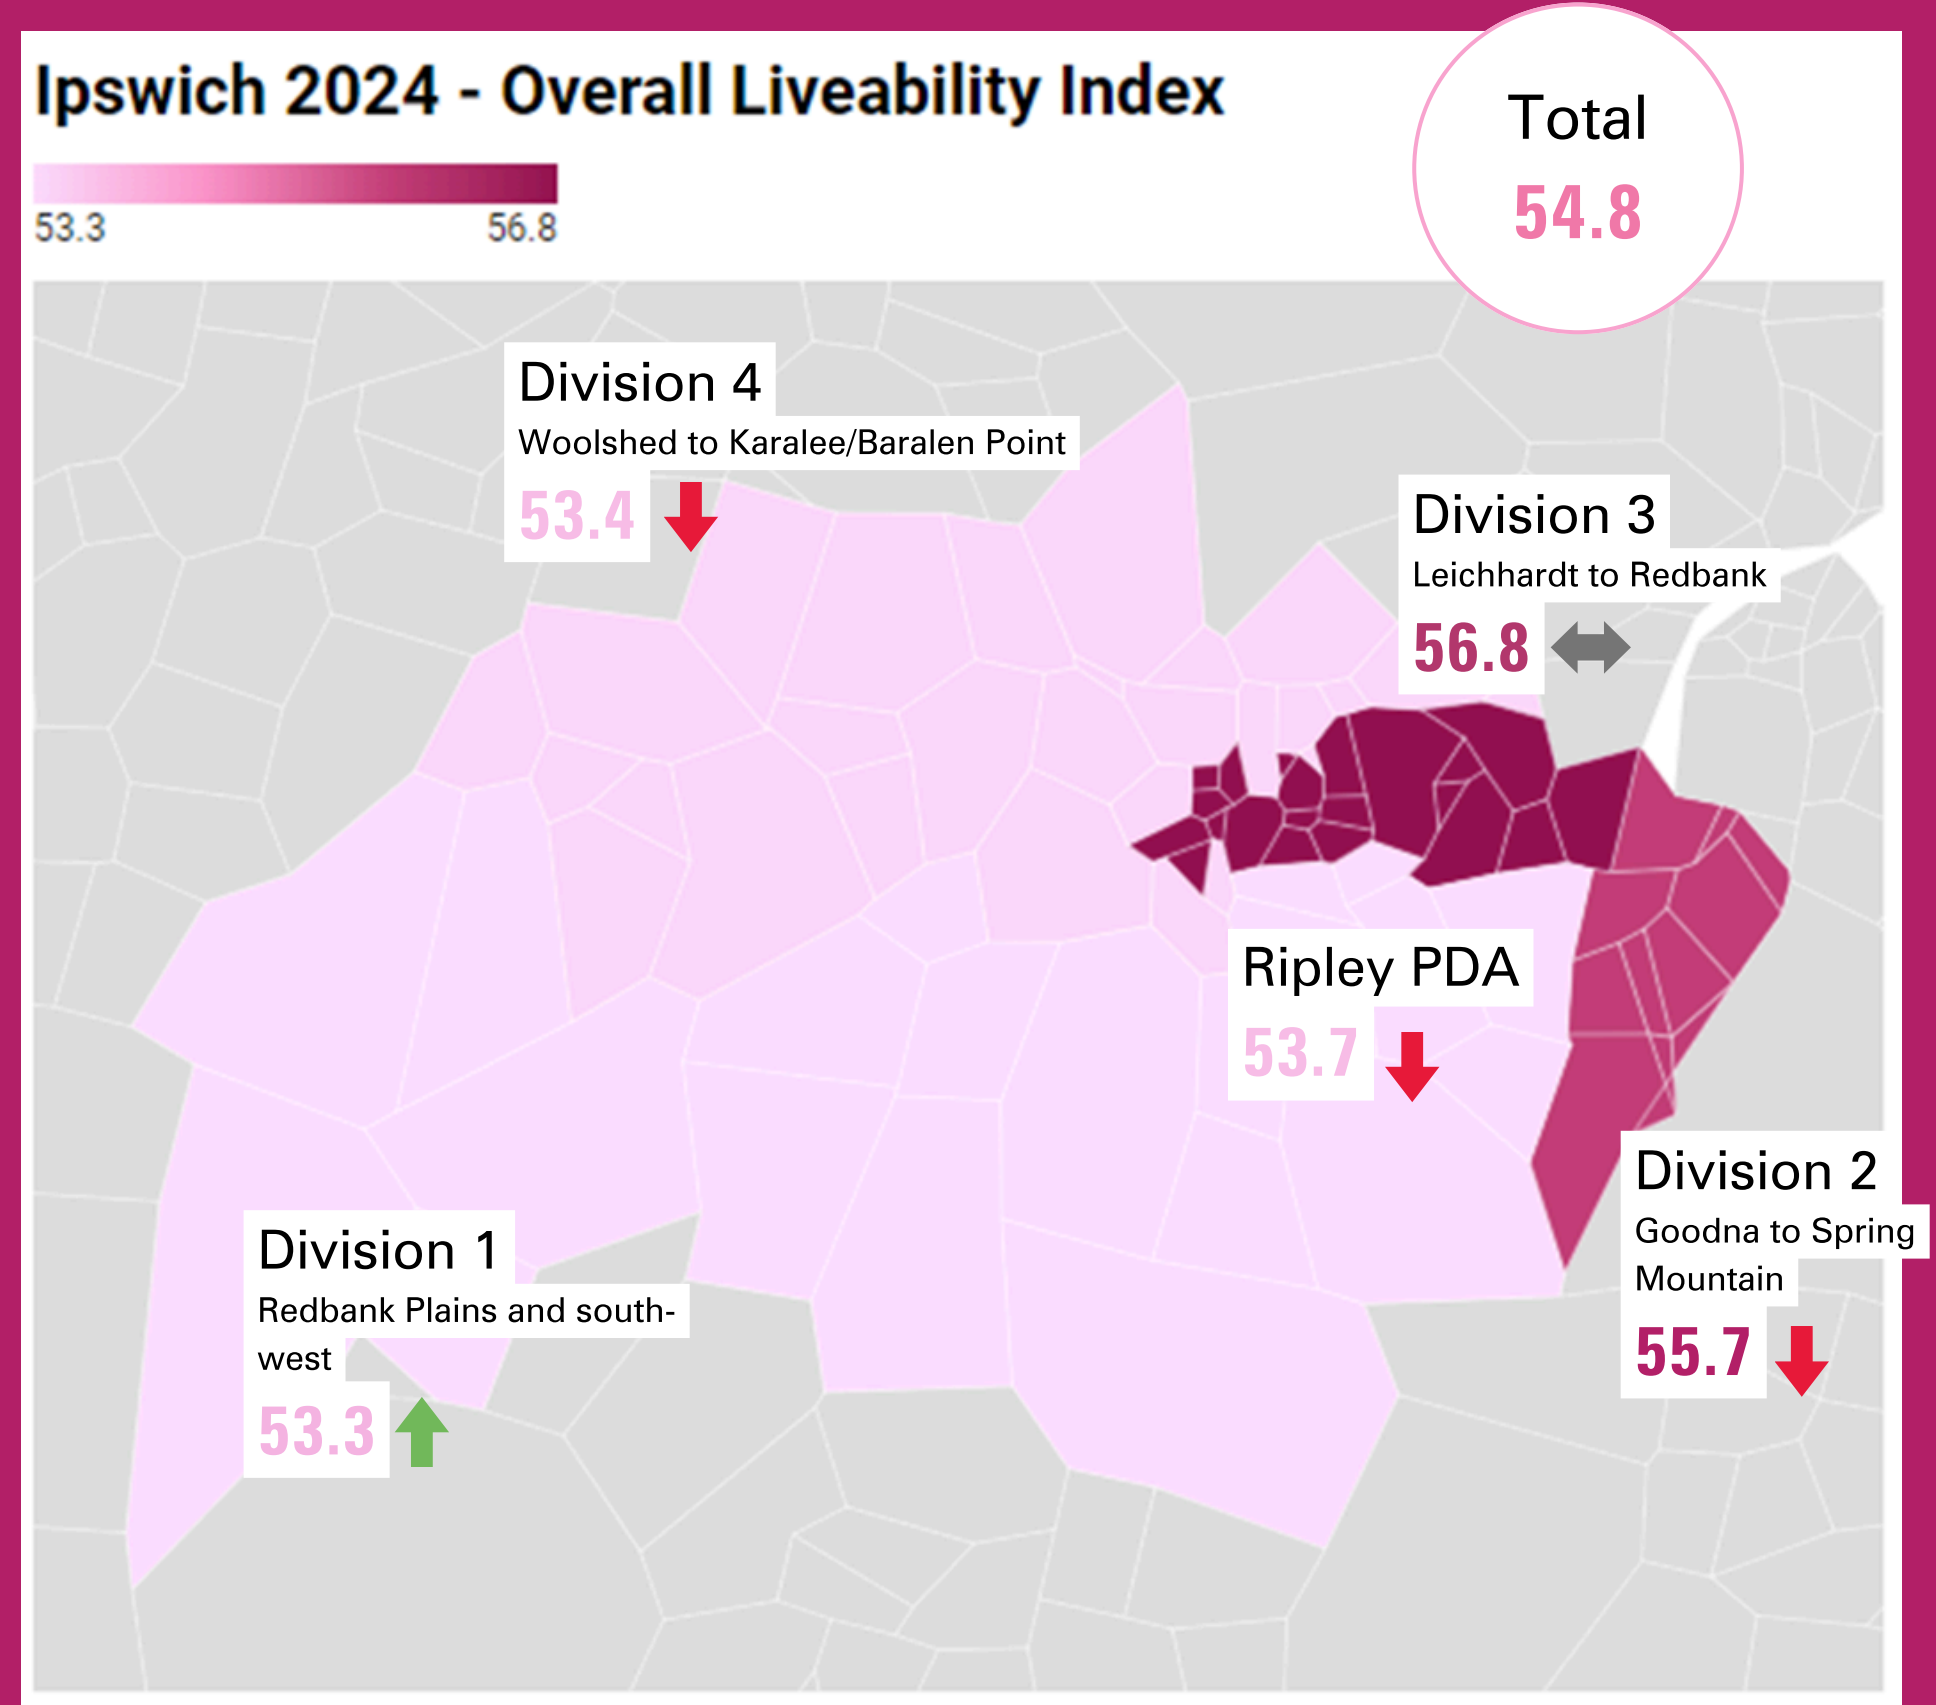 Ipswich 2024 - Overall Liveability Index
53.3
56.8
Total
54.8
Division 4
Woolshed to Karalee/Baralen Point
53.4
Division 3
Leichhardt to Redbank
56.8
Ripley PDA
53.7
Division 2
Goodna to Spring
Mountain
55.7
Division 1
Redbank Plains and south-
west
53.3